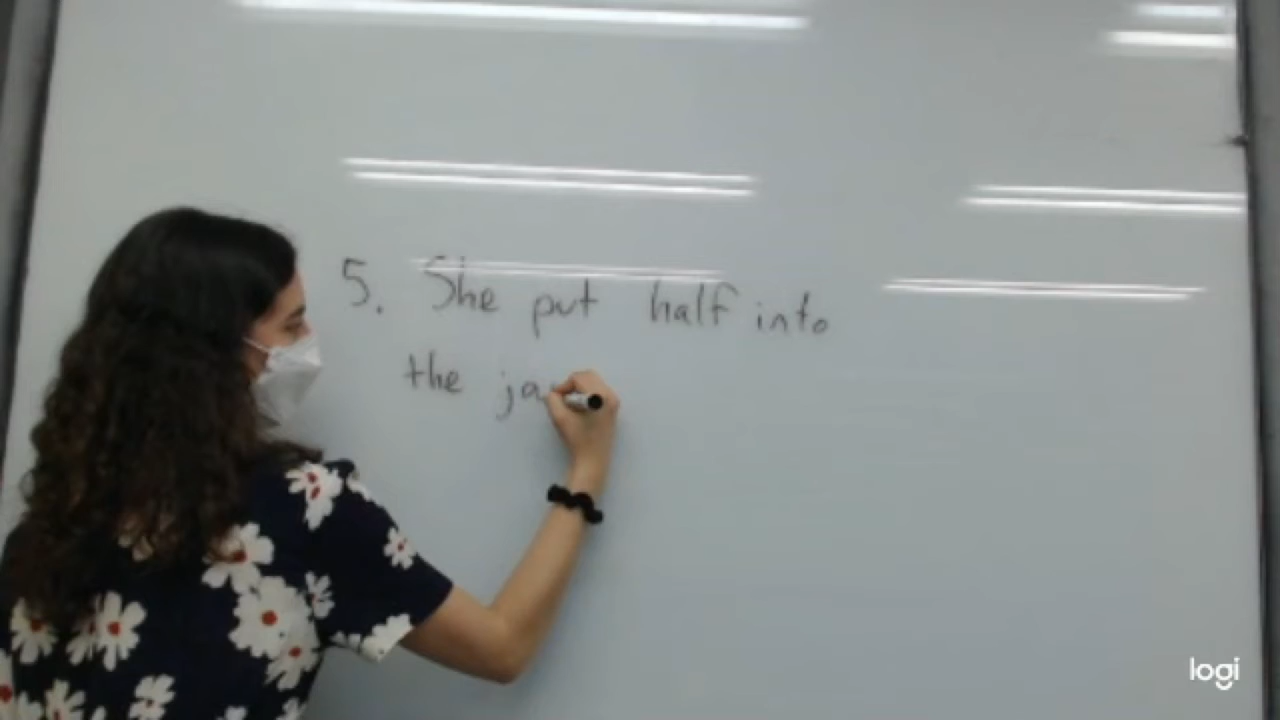 5. She put half into
the ja
logi